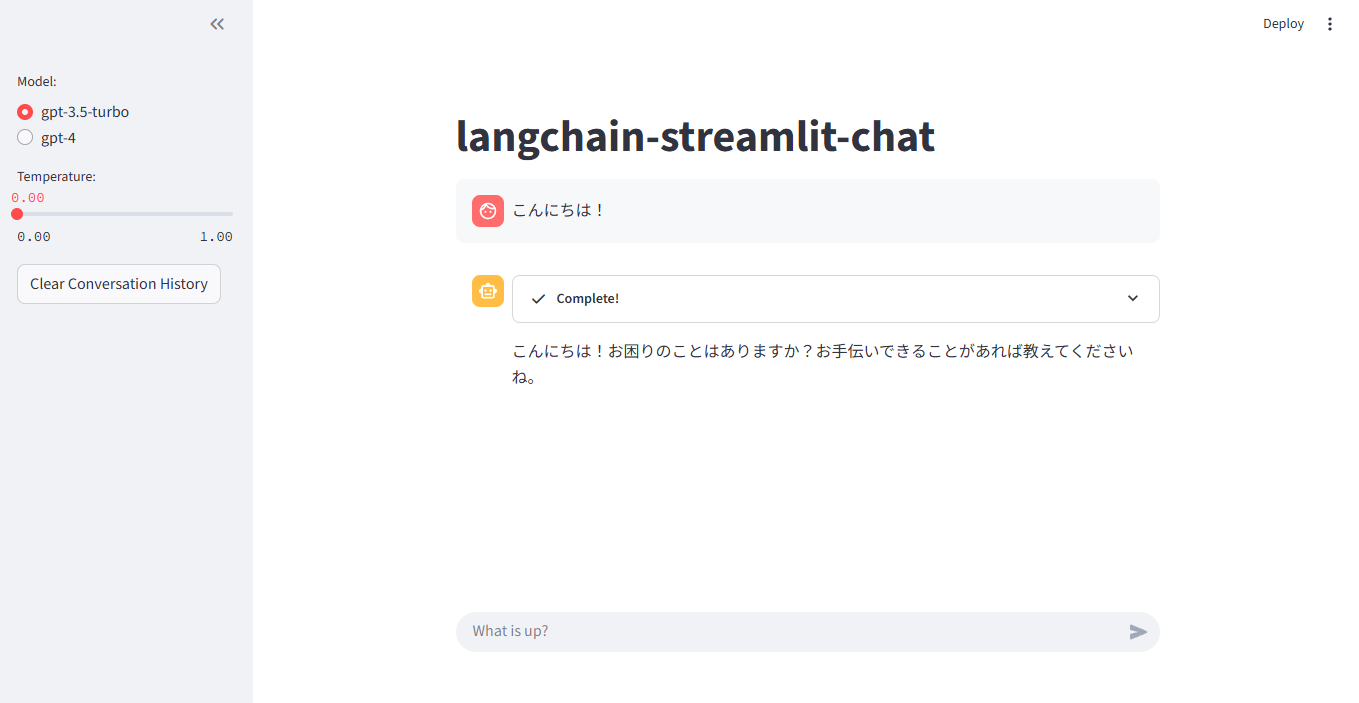 Deploy
Model:
gpt-3.5-turbo
gpt-4
Temperature:
0.00
0.00 1.00
Clear Conversation History
langchain-streamlit-chat
こんにちは！
Complete!
こんにちは！お困りのことはありますか？お手伝いできることがあれば教えてください
ね。
What is up?